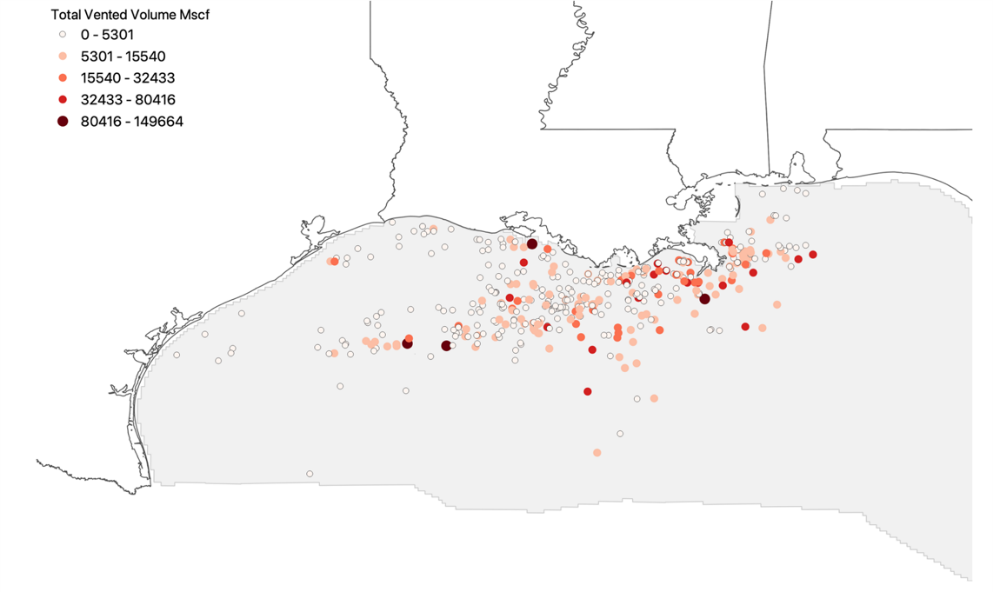 Total Vented Volume Mscf
0 - 5301
5301 - 15540
15540 - 32433
32433 - 80416
80416 - 149664